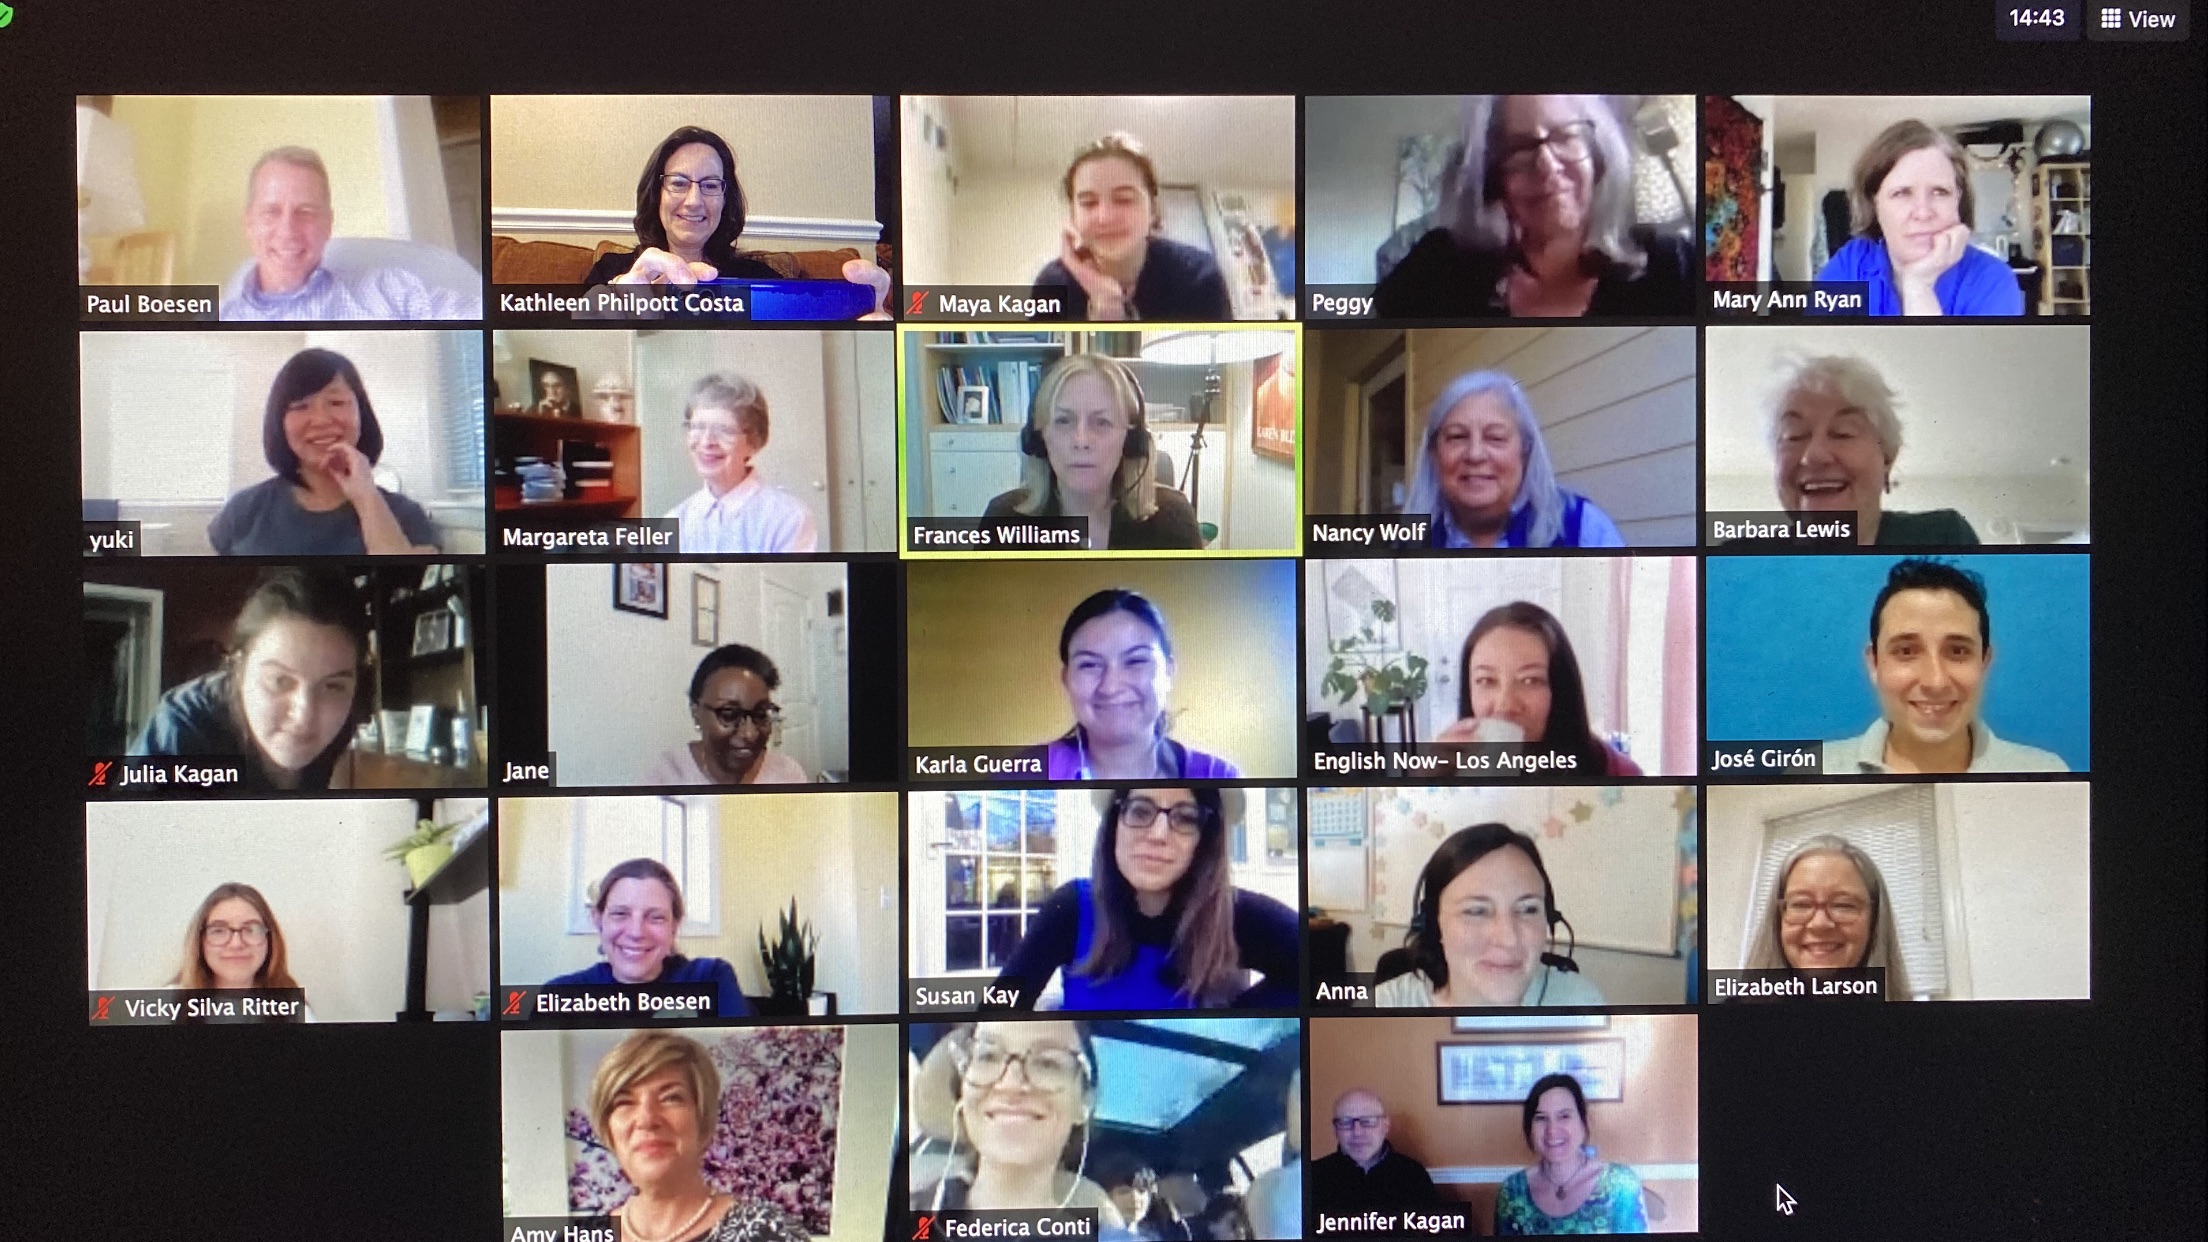 14:43
View
Paul Boesen
Kathleen Philpott Costa
Maya Kagan
Peggy
Mary Ann Ryan
yuki
Margareta Feller
Frances Williams
Nancy Wolf
Barbara Lewis
Julia Kagan
Jane
Karla Guerra
English Now– Los Angeles
José Girón
Vicky Silva Ritter
Elizabeth Boesen
Susan Kay
Anna
Elizabeth Larson
Amy Hans
Federica Conti
Jennifer Kagan